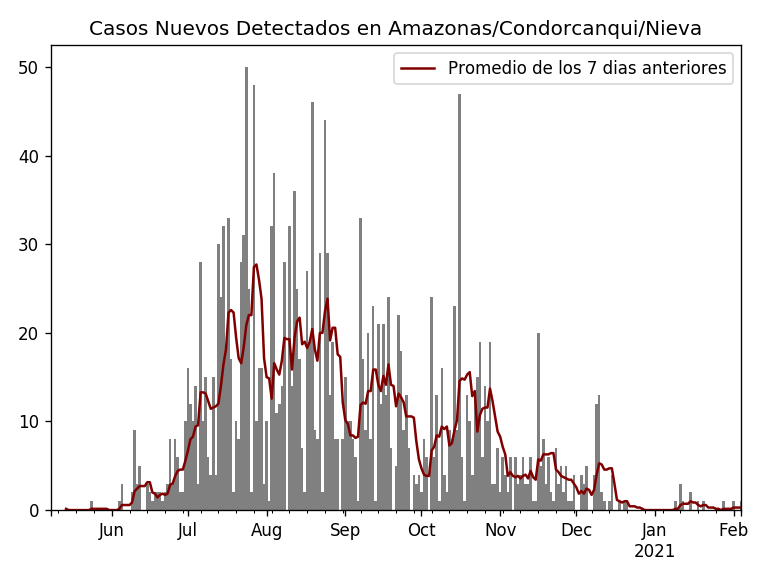 Casos Nuevos Detectados en Amazonas/Condorcanqui/Nieva
Promedio de los 7 dias anteriores
50
40
30
20
10
0
Jun Jul Aug Sep Oct Nov Dec Jan Feb
2021